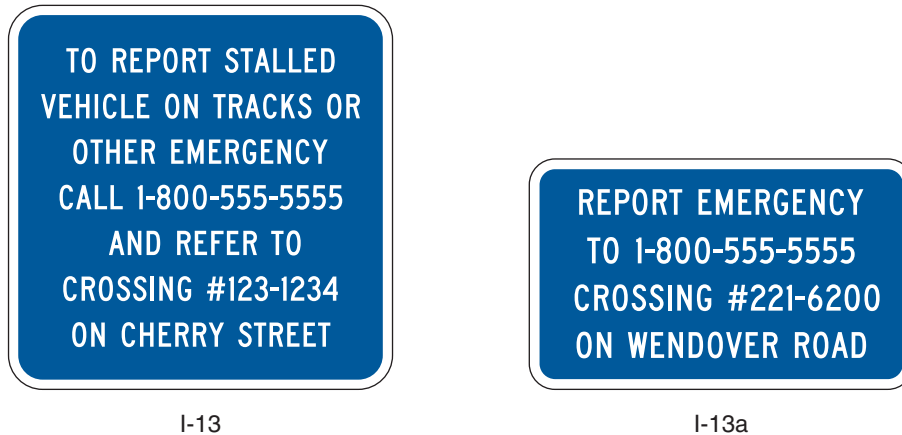 TO REPORT STALLED
VEHICLE ON TRACKS OR
OTHER EMERGENCY
CALL 1-800-555-5555
AND REFER TO
CROSSING #123-1234
ON CHERRY STREET
I-13
REPORT EMERGENCY
TO 1-800-555-5555
CROSSING #221-6200
ON WENDOVER ROAD
I-13a